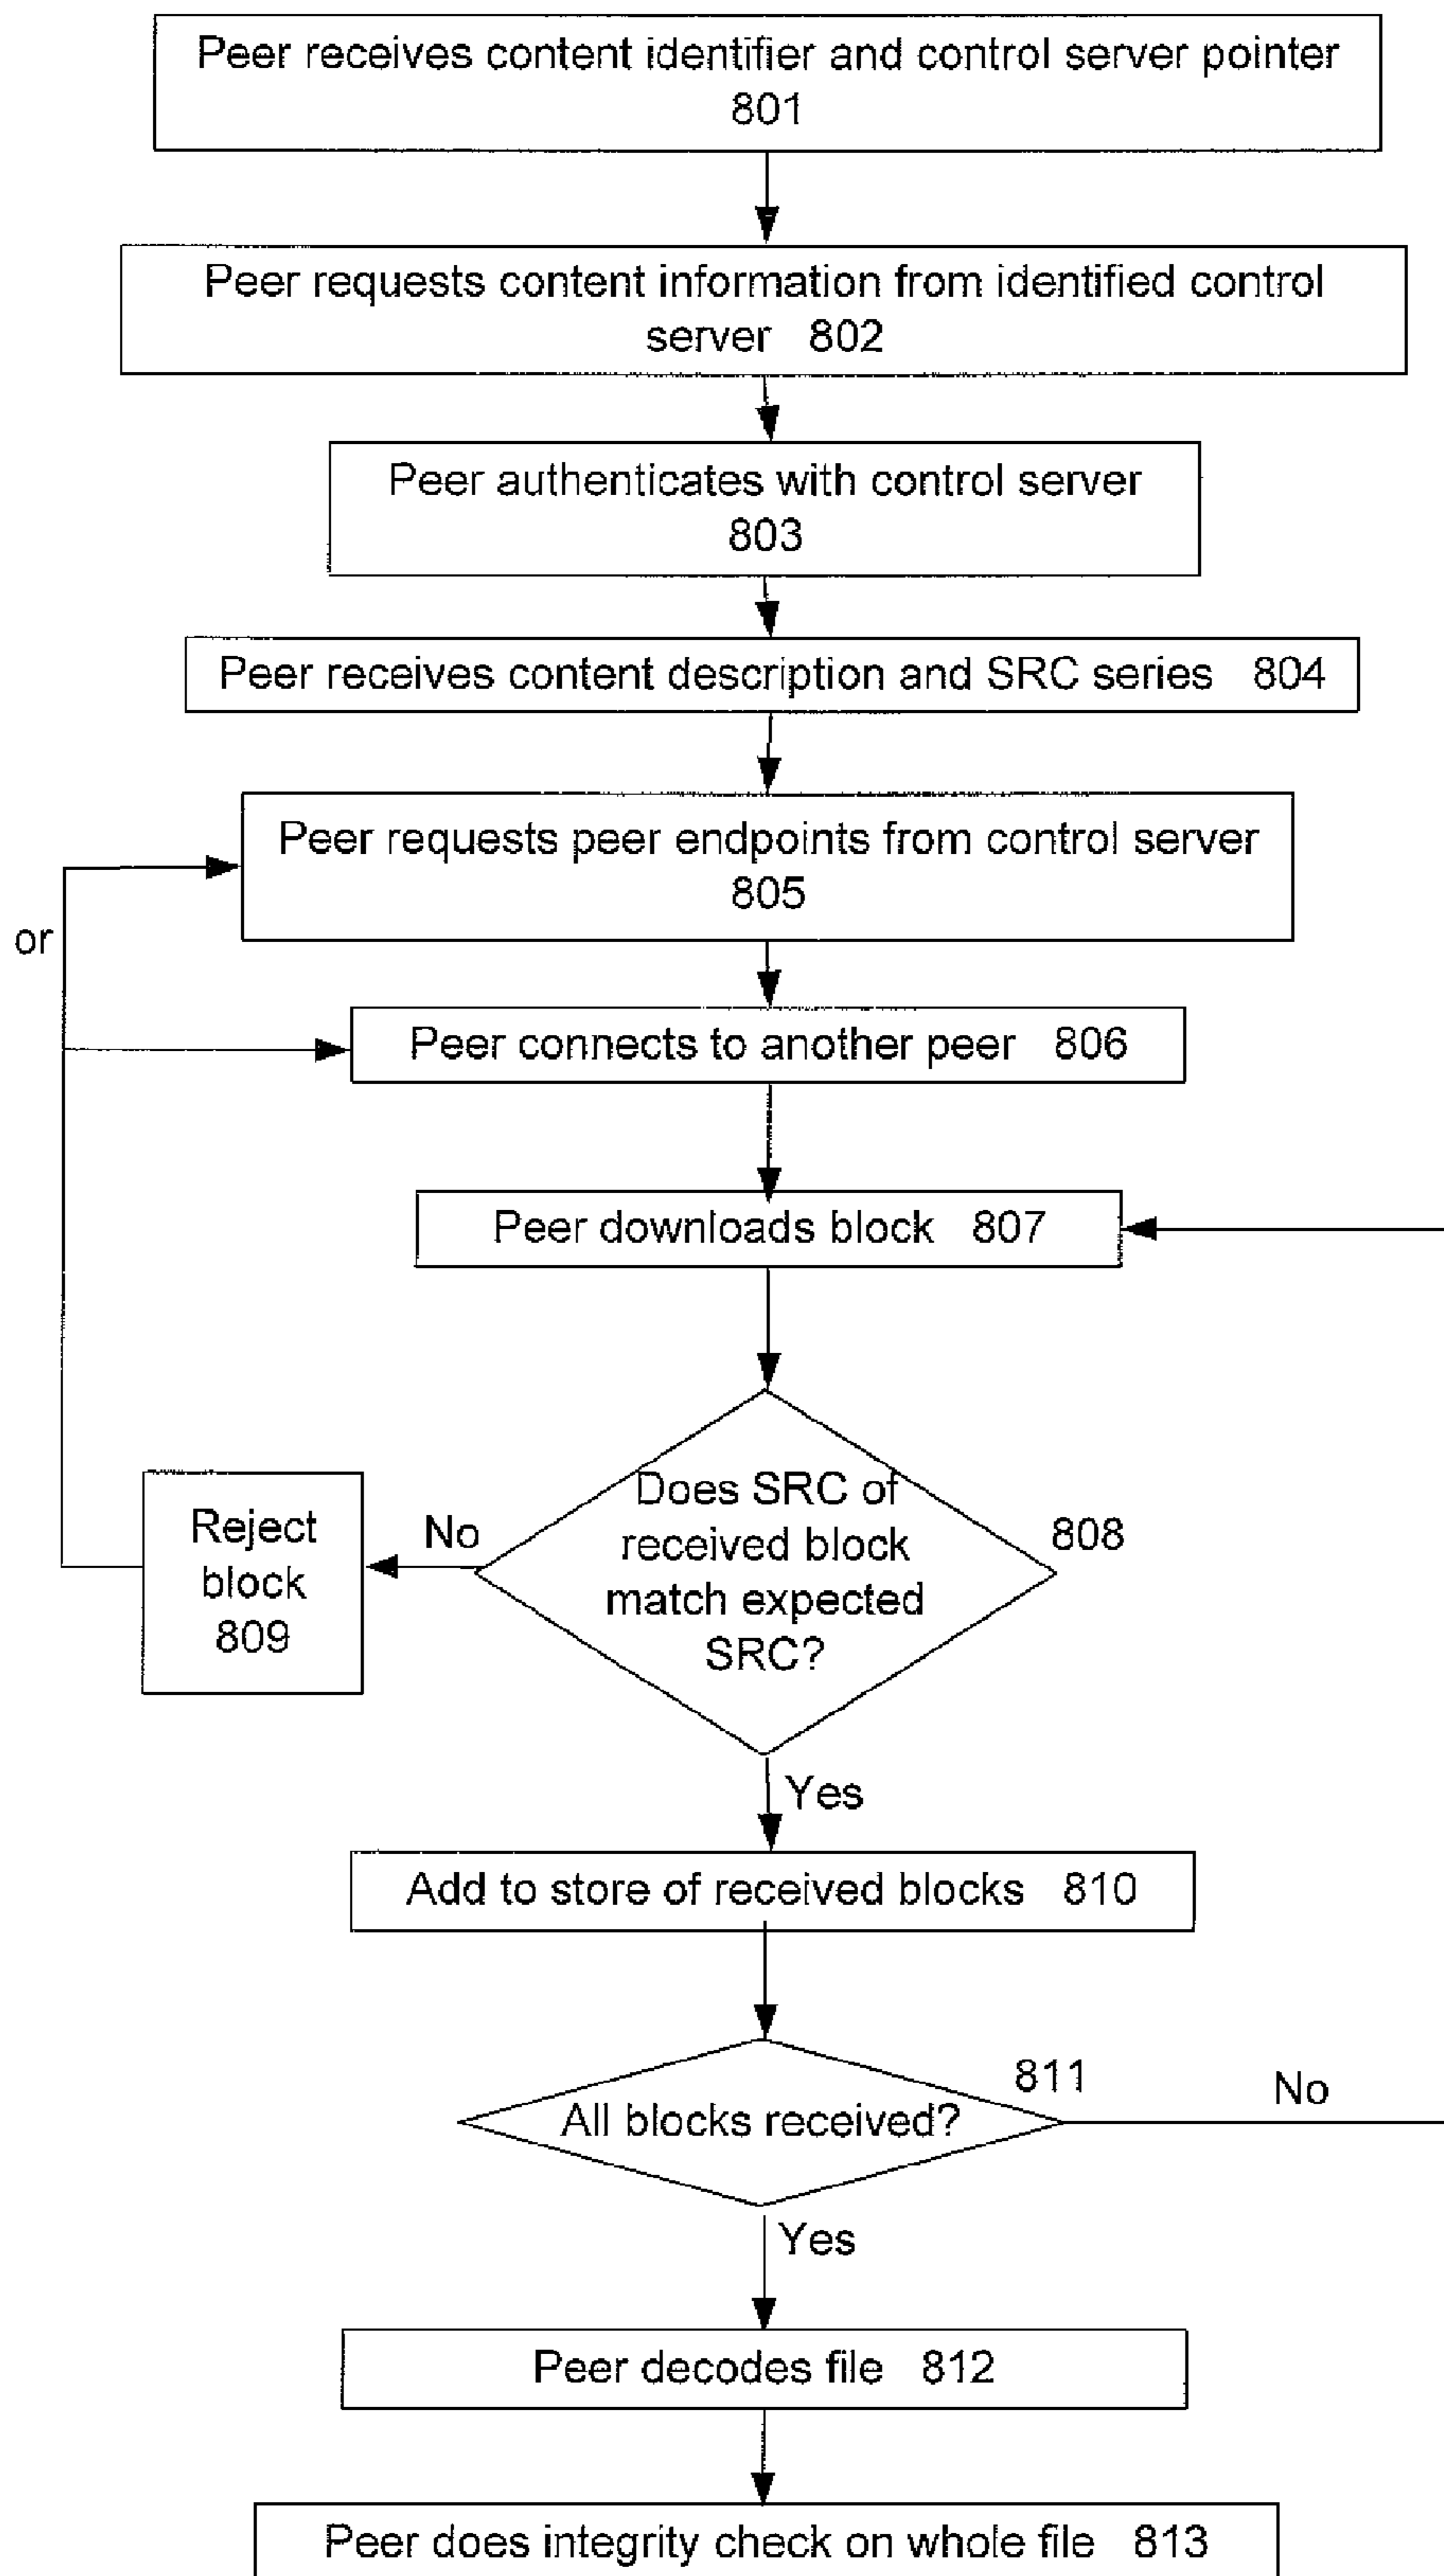 Peer receives content identifier and control server pointer
801
Peer requests content information from identified control
server 802
Peer authenticates with control server
803
Peer receives content description and SRC series 804
Peer requests peer endpoints from control server
805
or
Peer connects to another peer 806
Peer downloads block 807
Does SRC of
received block
match expected
SRC?
808
No
Reject
block
809
Yes
Add to store of received blocks 810
All blocks received?
811
No
Yes
Peer decodes file 812
Peer does integrity check on whole file 813